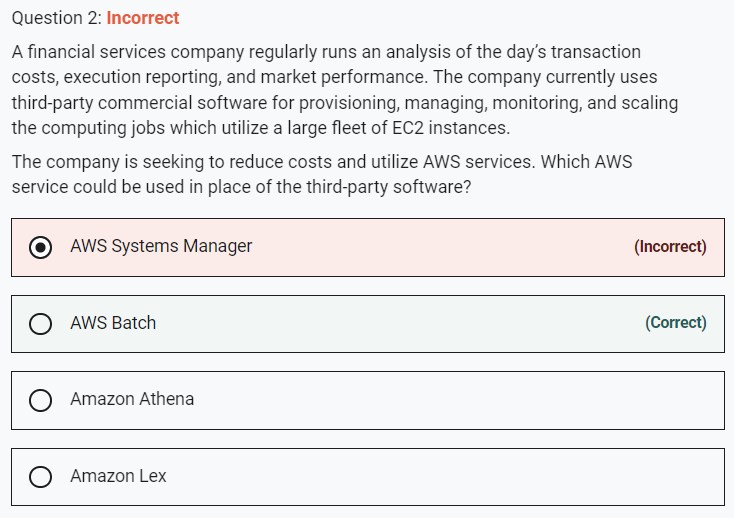 Question 2: Incorrect
A financial services company regularly runs an analysis of the day’s transaction
costs, execution reporting, and market performance. The company currently uses
third-party commercial software for provisioning, managing, monitoring, and scaling
the computing jobs which utilize a large fleet of EC2 instances.
The company is seeking to reduce costs and utilize AWS services. Which AWS
service could be used in place of the third-party software?
AWS Systems Manager (Incorrect)
AWS Batch (Correct)
Amazon Athena
Amazon Lex